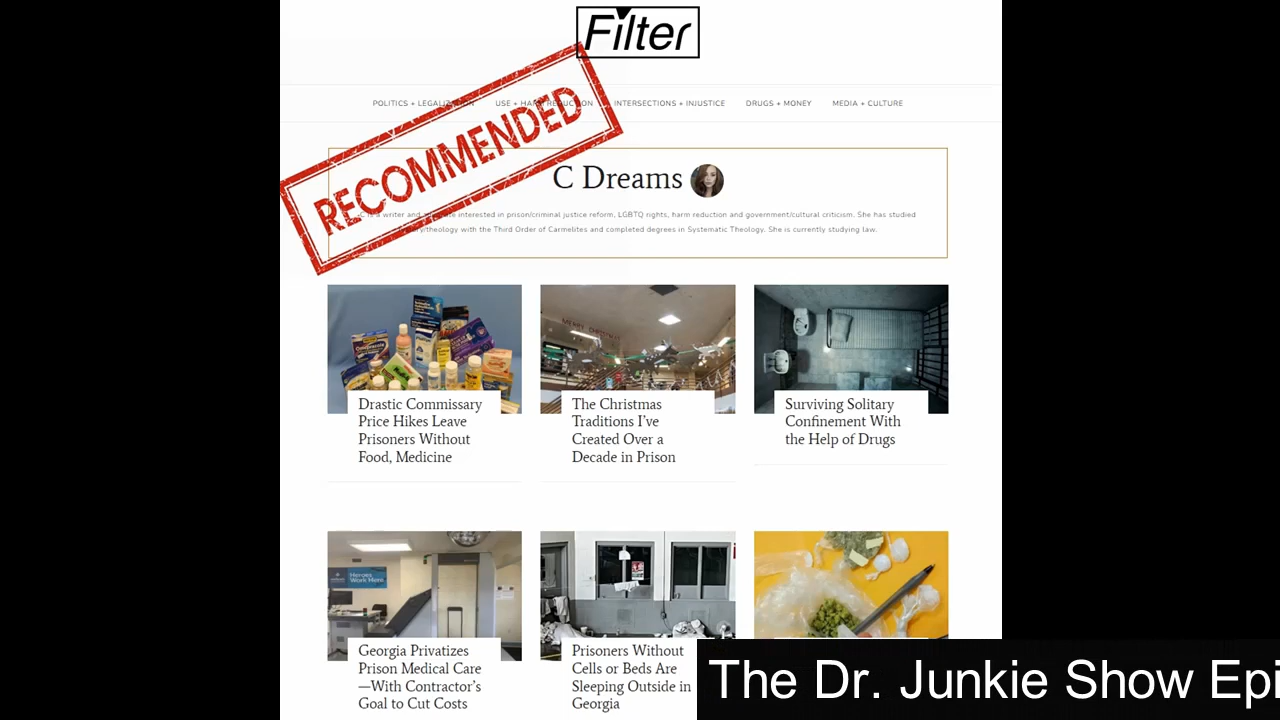 Filter
POLITICS + LEGALIZATION USE + HARM REDUCTION INTERSECTIONS + INJUSTICE DRUGS + MONEY MEDIA + CULTURE
RECOMMENDED
C Dreams
C is a writer and interested in prison/criminal justice reform, LGBTQ rights, harm reduction and government/cultural criticism. She has studied
/theology with the Third Order of Carmelites and completed degrees in Systematic Theology. She is currently studying law.
Drastic Commissary
Price Hikes Leave
Prisoners Without
Food, Medicine
The Christmas
Traditions I've
Created Over a
Decade in Prison
Surviving Solitary
Confinement With
the Help of Drugs
Heroes
Work Here
Georgia Privatizes
Prison Medical Care
—With Contractor's
Goal to Cut Costs
Prisoners Without
Cells or Beds Are
Sleeping Outside in
Georgia
The Dr. Junkie Show Epi